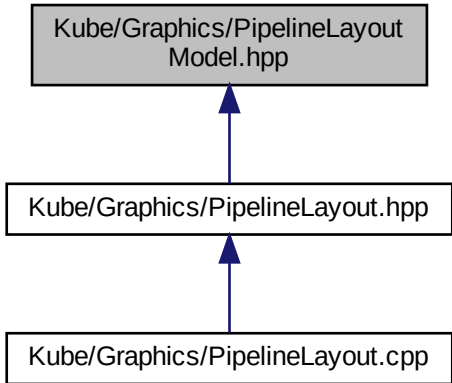 Kube/Graphics/PipelineLayout
Model.hpp
Kube/Graphics/PipelineLayout.hpp
Kube/Graphics/PipelineLayout.cpp